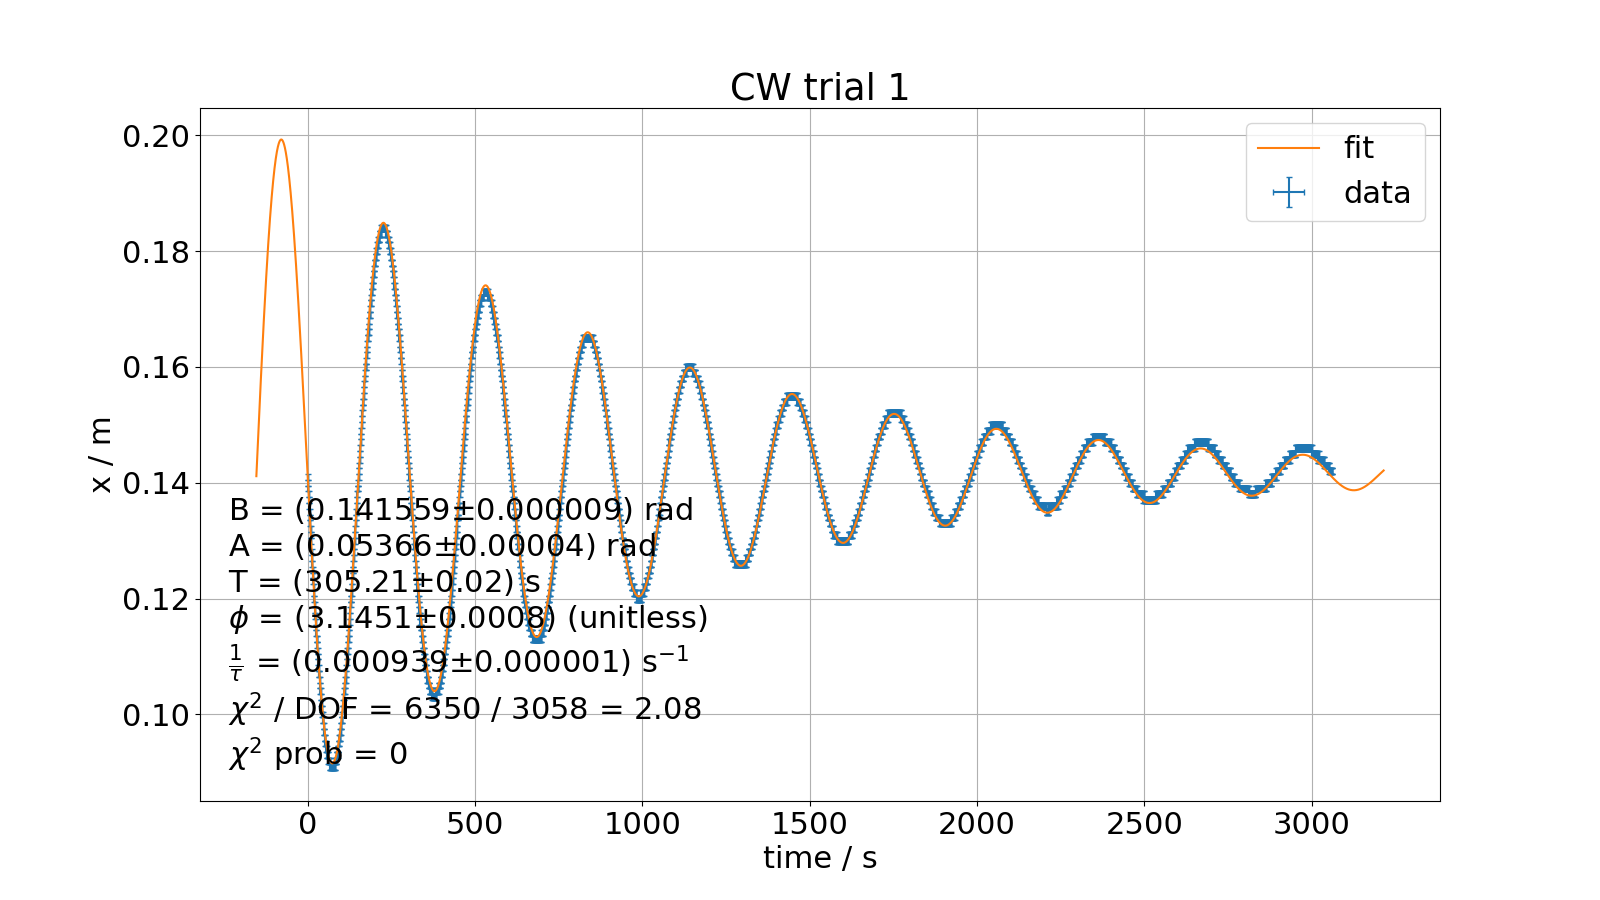 CW trial 1
fit
data
0.20
0.18
0.16
0.14
0.12
0.10
x / m
B = (0.141559±0.000009) rad
A = (0.05366±0.00004) rad
T = (305.21±0.02) s
ϕ = (3.1451±0.0008) (unitless)
1/τ = (0.000939±0.000001) s⁻¹
χ² / DOF = 6350 / 3058 = 2.08
χ² prob = 0
0 500 1000 1500 2000 2500 3000
time / s